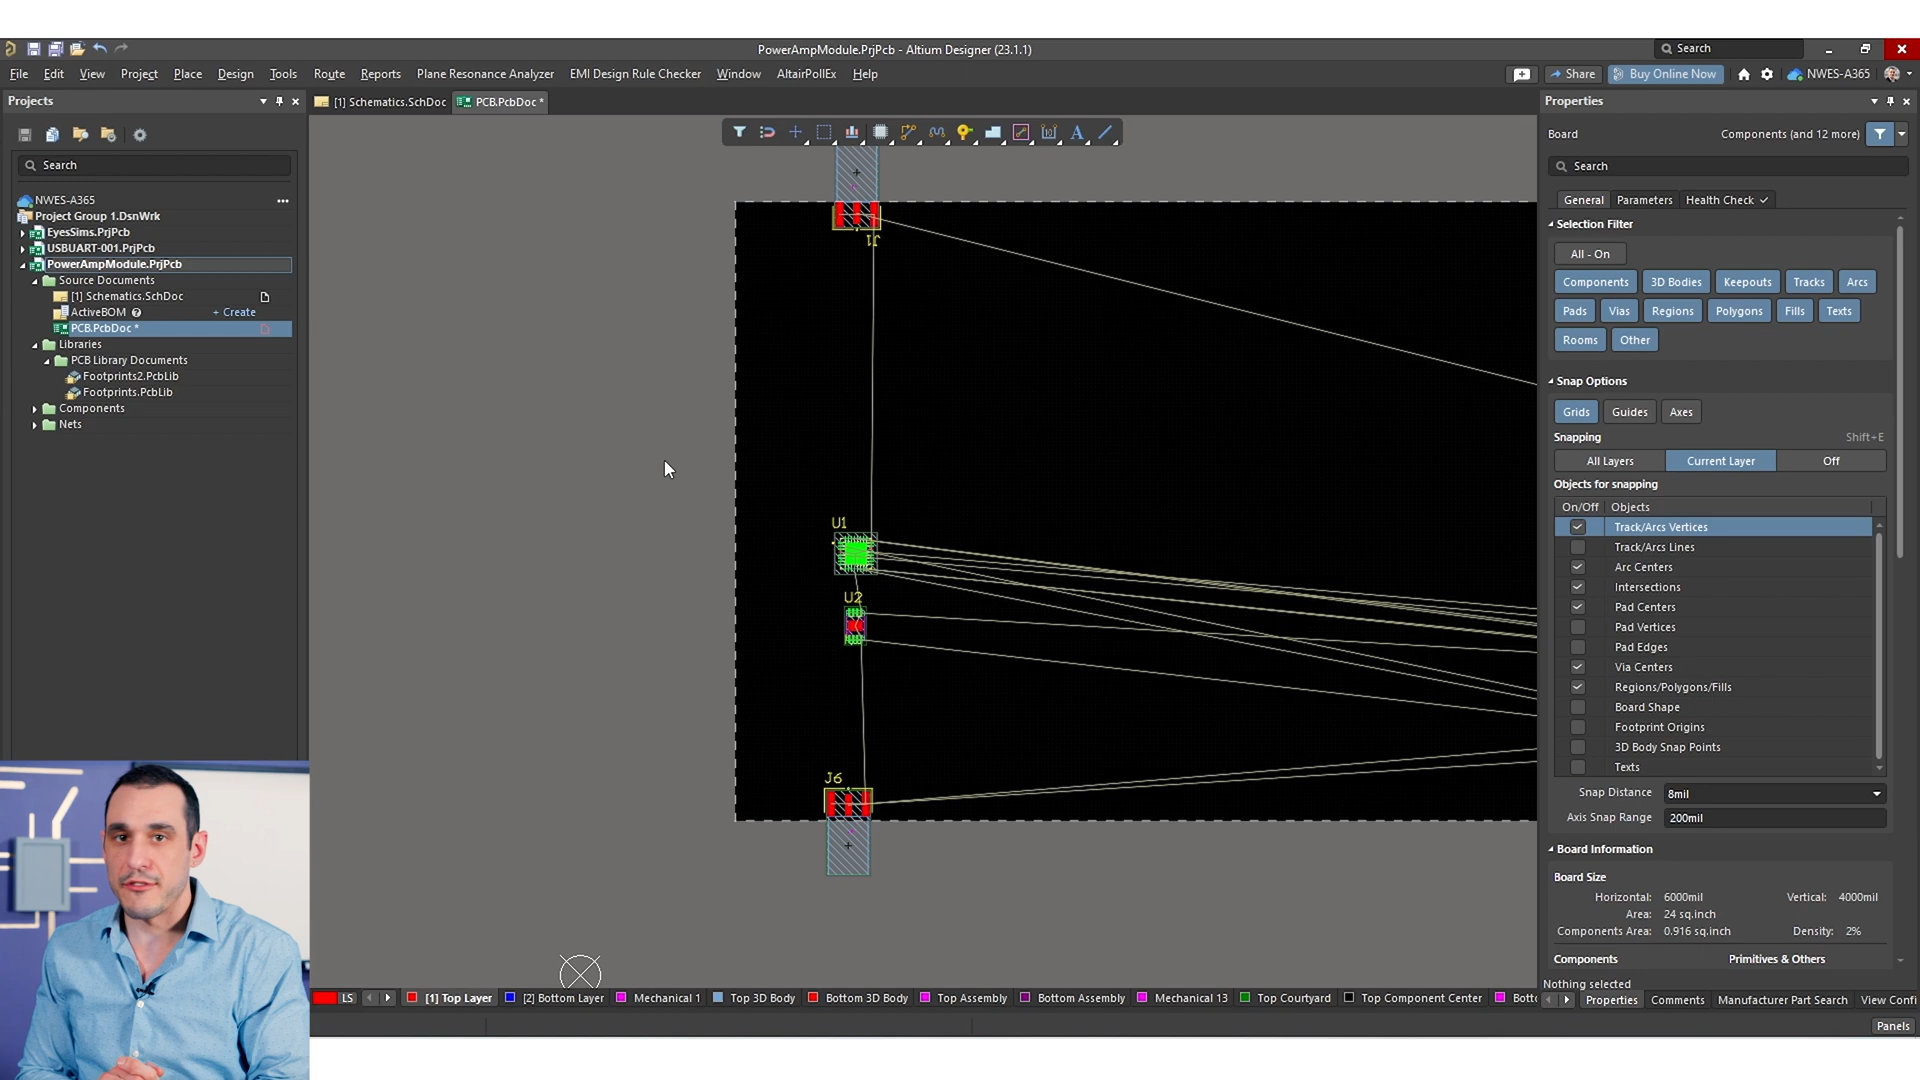 PowerAmpModule.PrjPcb - Altium Designer (23.1.1)
Search
File Edit View Project Place Design Tools Route Reports Plane Resonance Analyzer EMI Design Rule Checker Window AltairPollEx Help
Share Buy Online Now NWES-A365
Projects
[1] Schematics.SchDoc PCB.PcbDoc *
Search
NWES-A365
Project Group 1.DsnWrk
EyesSims.PrjPcb
USBUART-001.PrjPcb
PowerAmpModule.PrjPcb
Source Documents
[1] Schematics.SchDoc
ActiveBOM + Create
PCB.PcbDoc *
Libraries
PCB Library Documents
Footprints2.PcbLib
Footprints.PcbLib
Components
Nets
J1
U1
U2
J6
Properties
Board Components (and 12 more)
Search
General Parameters Health Check
Selection Filter
All - On
Components 3D Bodies Keepouts Tracks Arcs
Pads Vias Regions Polygons Fills Texts
Rooms Other
Snap Options
Grids Guides Axes
Snapping Shift+E
All Layers Current Layer Off
Objects for snapping
On/Off Objects
Track/Arcs Vertices
Track/Arcs Lines
Arc Centers
Intersections
Pad Centers
Pad Vertices
Pad Edges
Via Centers
Regions/Polygons/Fills
Board Shape
Footprint Origins
3D Body Snap Points
Texts
Snap Distance 8mil
Axis Snap Range 200mil
Board Information
Board Size
Horizontal: 6000mil Vertical: 4000mil
Area: 24 sq.inch
Components Area: 0.916 sq.inch Density: 2%
Components Primitives & Others
Nothing selected
LS [1] Top Layer [2] Bottom Layer Mechanical 1 Top 3D Body Bottom 3D Body Top Assembly Bottom Assembly Mechanical 13 Top Courtyard Top Component Center Bott
Properties Comments Manufacturer Part Search View Confi
Panels